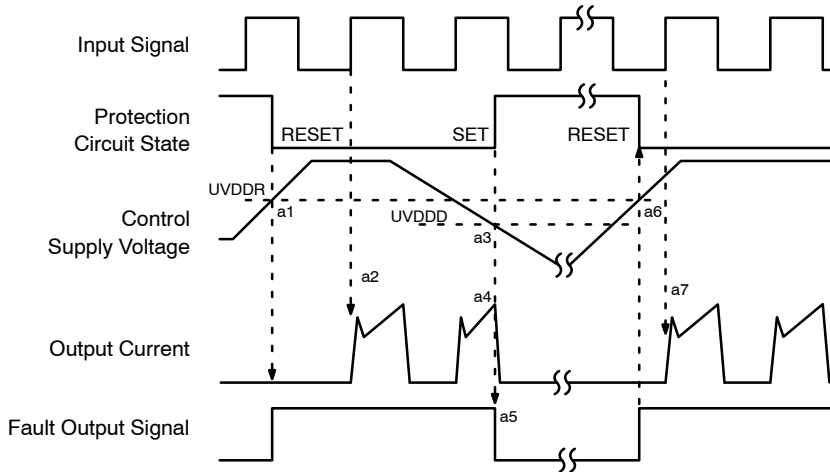 Input Signal
Protection
Circuit State
RESET
SET
RESET
UVDDR
a1
a6
Control
Supply Voltage
UVDDD
a3
a2
a4
a7
Output Current
Fault Output Signal
a5